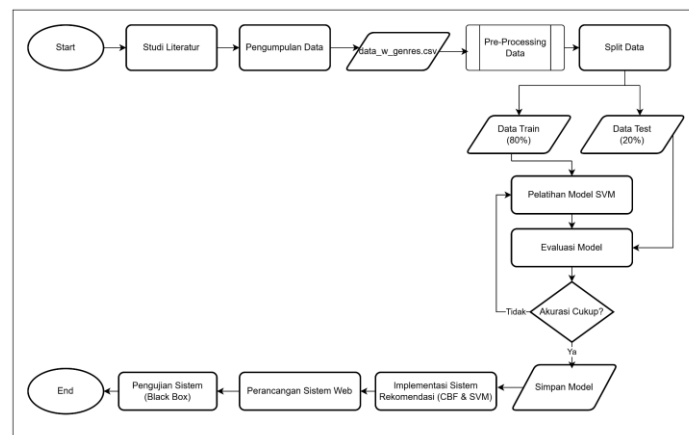 Start
Studi Literatur
Pengumpulan Data
data_w_genres.csv
Pre-Processing
Data
Split Data
Data Train
(80%)
Data Test
(20%)
Pelatihan Model SVM
Evaluasi Model
Akurasi Cukup?
Tidak
Ya
Simpan Model
Implementasi Sistem
Rekomendasi (CBF & SVM)
Perancangan Sistem Web
Pengujian Sistem
(Black Box)
End